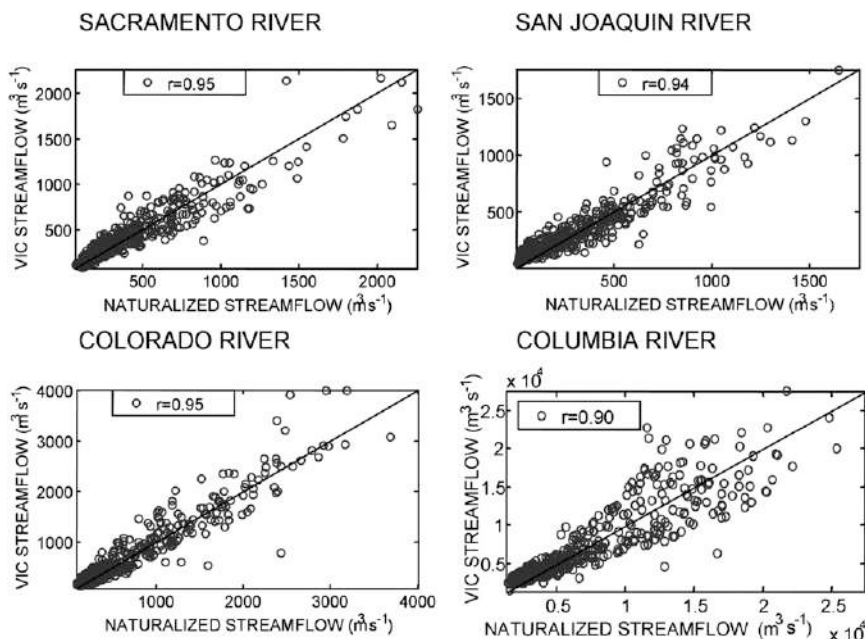 SACRAMENTO RIVER
VIC STREAMFLOW (m³s⁻¹)
2000
1500
1000
500
r=0.95
500 1000 1500 2000
NATURALIZED STREAMFLOW (m³s⁻¹)
SAN JOAQUIN RIVER
VIC STREAMFLOW (m³s⁻¹)
1500
1000
500
r=0.94
500 1000 1500
NATURALIZED STREAMFLOW (m³s⁻¹)
COLORADO RIVER
VIC STREAMFLOW (m³s⁻¹)
4000
3000
2000
1000
r=0.95
1000 2000 3000 4000
NATURALIZED STREAMFLOW (m³s⁻¹)
COLUMBIA RIVER
x 10⁴
VIC STREAMFLOW (m³s⁻¹)
2.5
2
1.5
1
0.5
r=0.90
0.5 1 1.5 2 2.5
NATURALIZED STREAMFLOW (m³s⁻¹)